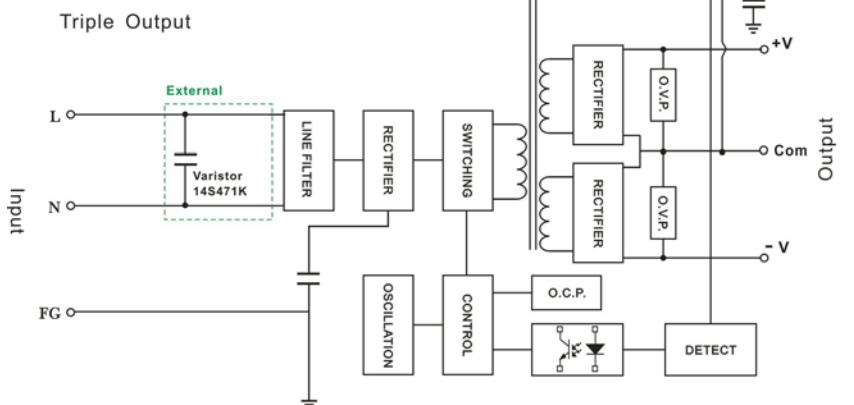 Triple Output
+V
External
L
LINE FILTER
RECTIFIER
SWITCHING
RECTIFIER
O.V.P.
Varistor
14S471K
Com
Output
Input
N
RECTIFIER
O.V.P.
- V
FG
OSCILLATION
CONTROL
O.C.P.
DETECT